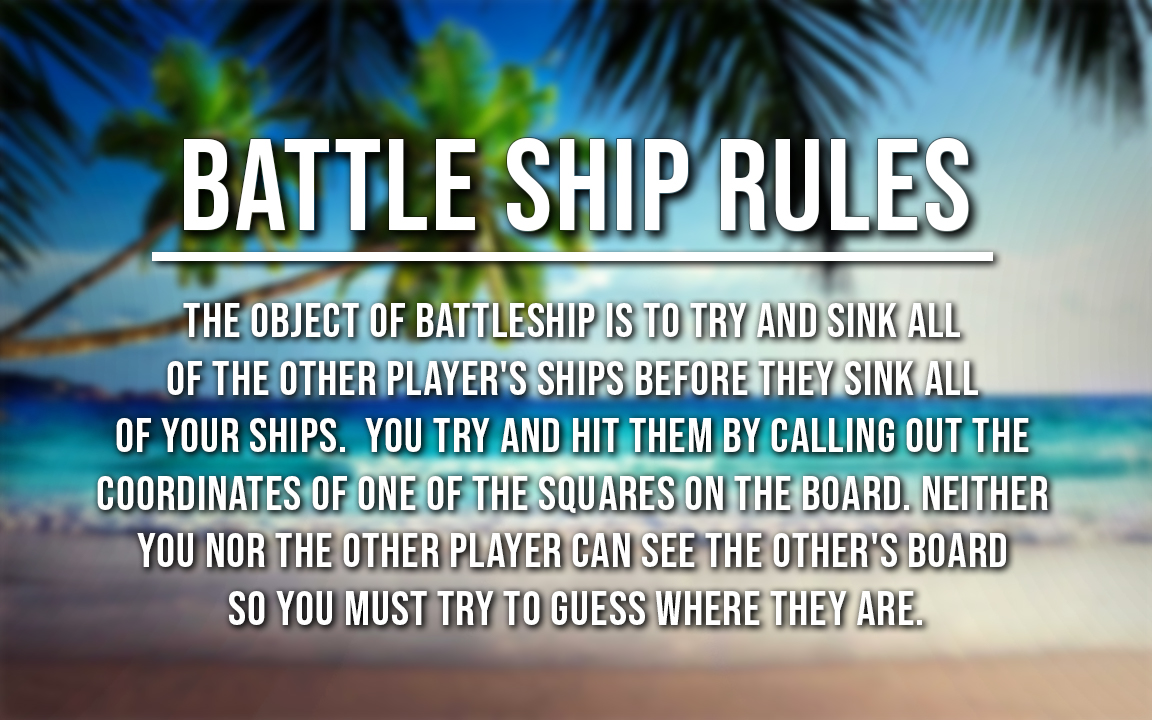 BATTLE SHIP RULES
THE OBJECT OF BATTLESHIP IS TO TRY AND SINK ALL
OF THE OTHER PLAYER'S SHIPS BEFORE THEY SINK ALL
OF YOUR SHIPS.  YOU TRY AND HIT THEM BY CALLING OUT THE
COORDINATES OF ONE OF THE SQUARES ON THE BOARD. NEITHER
YOU NOR THE OTHER PLAYER CAN SEE THE OTHER'S BOARD
SO YOU MUST TRY TO GUESS WHERE THEY ARE.